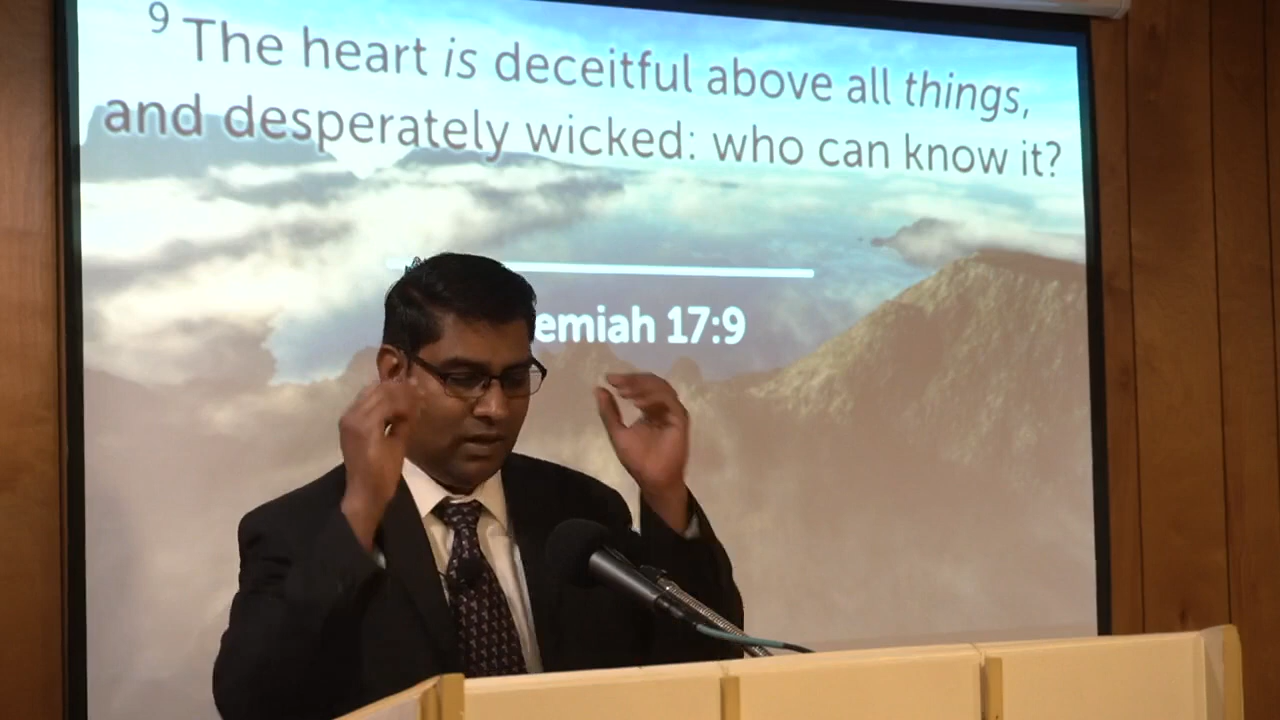 9 The heart is deceitful above all things,
and desperately wicked: who can know it?
emiah 17:9